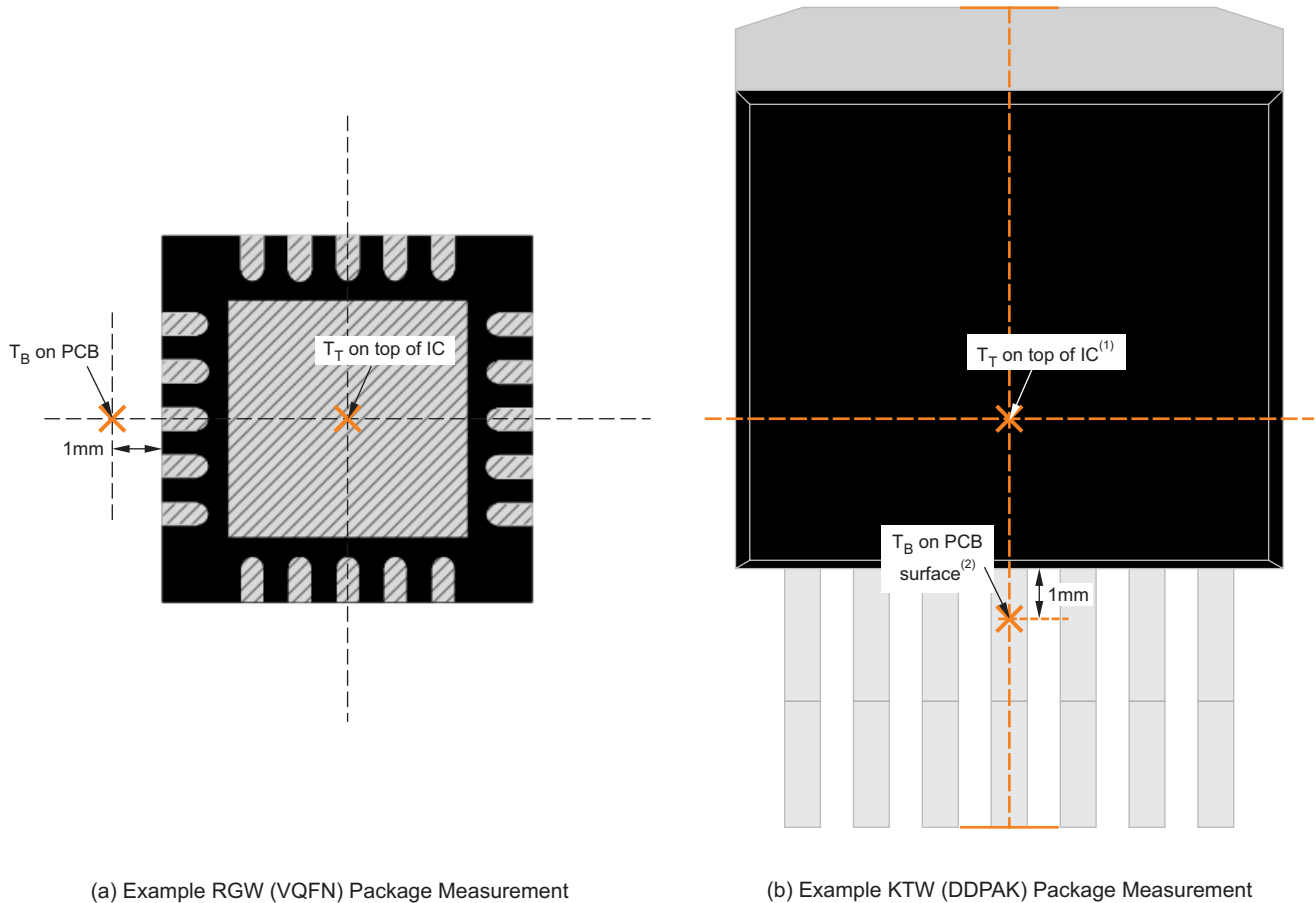 T_B on PCB
T_T on top of IC
1mm
T_T on top of IC(1)
T_B on PCB
surface(2)
1mm
(a) Example RGW (VQFN) Package Measurement
(b) Example KTW (DDPAK) Package Measurement